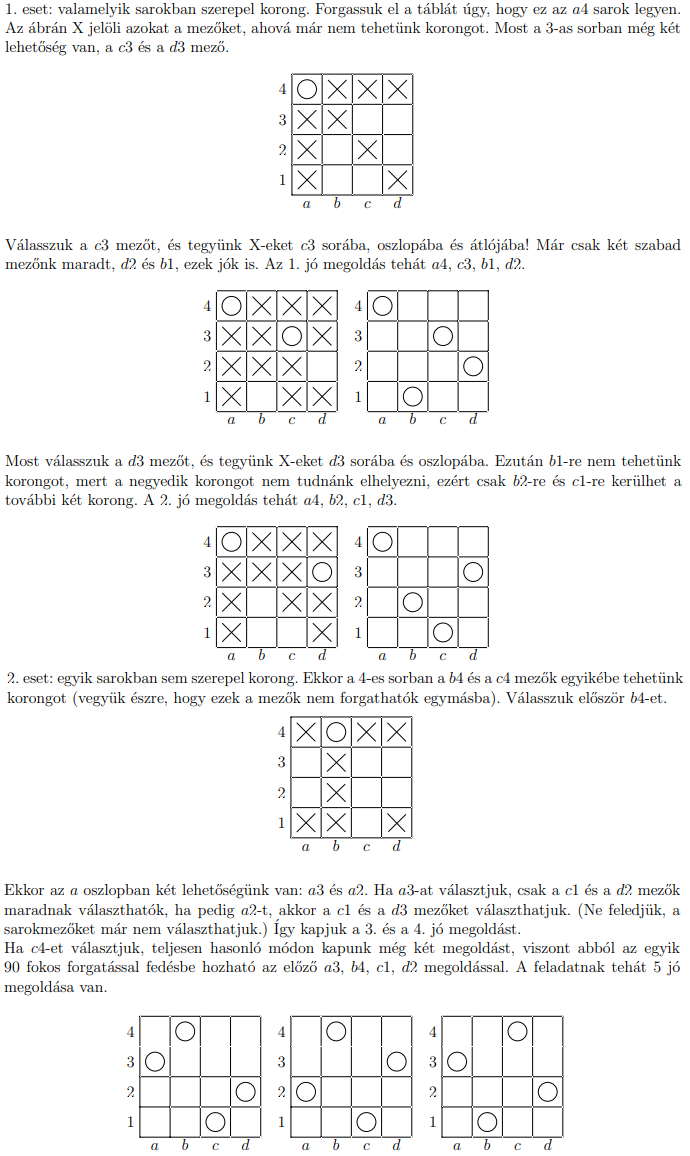 1. eset: valamelyik sarokban szerepel korong. Forgassuk el a táblát úgy, hogy ez az a4 sarok legyen.
Az ábrán X jelöli azokat a mezőket, ahová már nem tehetünk korongot. Most a 3-as sorban még két
lehetőség van, a c3 és a d3 mező.
4
3
2
1
a b c d
Válasszuk a c3 mezőt, és tegyünk X-eket c3 sorába, oszlopába és átlójába! Már csak két szabad
mezőnk maradt, d2 és b1, ezek jók is. Az 1. jó megoldás tehát a4, c3, b1, d2.
4 4
3 3
2 2
1 1
a b c d a b c d
Most válasszuk a d3 mezőt, és tegyünk X-eket d3 sorába és oszlopába. Ezután b1-re nem tehetünk
korongot, mert a negyedik korongot nem tudnánk elhelyezni, ezért csak b2-re és c1-re kerülhet a
további két korong. A 2. jó megoldás tehát a4, b2, c1, d3.
4 4
3 3
2 2
1 1
a b c d a b c d
2. eset: egyik sarokban sem szerepel korong. Ekkor a 4-es sorban a b4 és a c4 mezők egyikébe tehetünk
korongot (vegyük észre, hogy ezek a mezők nem forgathatók egymásba). Válasszuk először b4-et.
4
3
2
1
a b c d
Ekkor az a oszlopban két lehetőségünk van: a3 és a2. Ha a3-at választjuk, csak a c1 és a d2 mezők
maradnak választhatók, ha pedig a2-t, akkor a c1 és a d3 mezőket választhatjuk. (Ne feledjük, a
sarokmezőket már nem választhatjuk.) Így kapjuk a 3. és a 4. jó megoldást.
Ha c4-et választjuk, teljesen hasonló módon kapunk még két megoldást, viszont abból az egyik
90 fokos forgatással fedésbe hozható az előző a3, b4, c1, d2 megoldással. A feladatnak tehát 5 jó
megoldása van.
4 4 4
3 3 3
2 2 2
1 1 1
a b c d a b c d a b c d